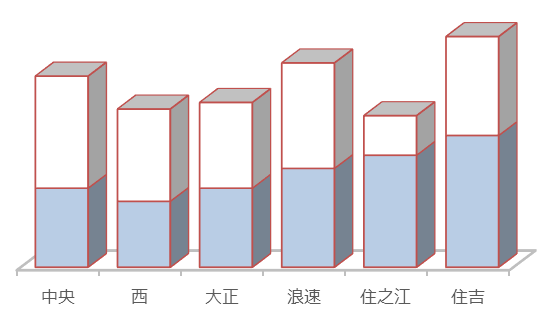 中央 西 大正 浪速 住之江 住吉